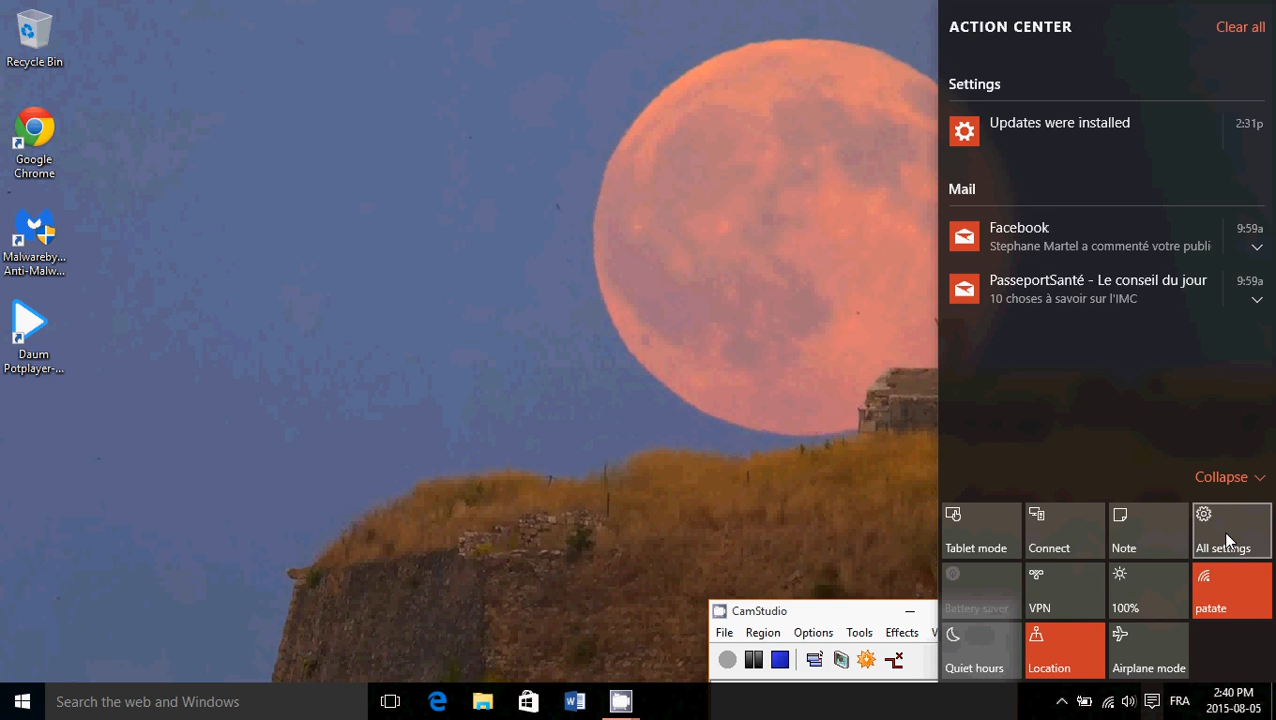 Recycle Bin
Google
Chrome
Malwareby...
Anti-Malw...
Daum
Potplayer-...
ACTION CENTER
Clear all
Settings
Updates were installed
2:31p
Mail
Facebook
9:59a
Stephane Martel a commenté votre publi
PasseportSanté - Le conseil du jour
9:59a
10 choses à savoir sur l'IMC
Collapse
Tablet mode
Connect
Note
All settings
Battery saver
VPN
100%
patate
Quiet hours
Location
Airplane mode
CamStudio
File
Region
Options
Tools
Effects
V
Search the web and Windows
FRA
2:40 PM
2015-08-05